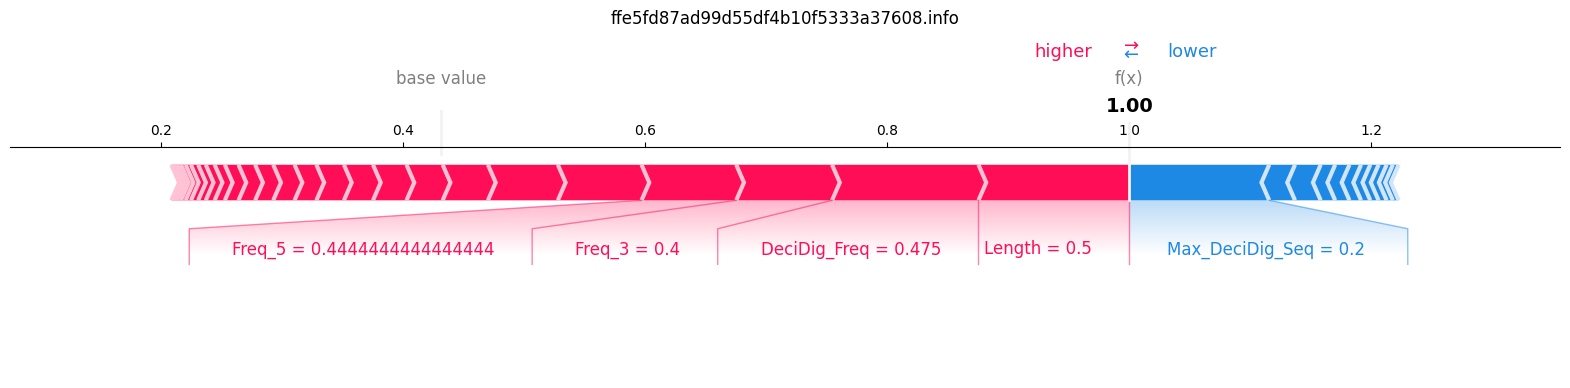 ffe5fd87ad99d55df4b10f5333a37608.info
higher ⇄ lower
base value f(x)
1.00
0.2 0.4 0.6 0.8 1.0 1.2
Freq_5 = 0.4444444444444444 Freq_3 = 0.4 DeciDig_Freq = 0.475 Length = 0.5 Max_DeciDig_Seq = 0.2